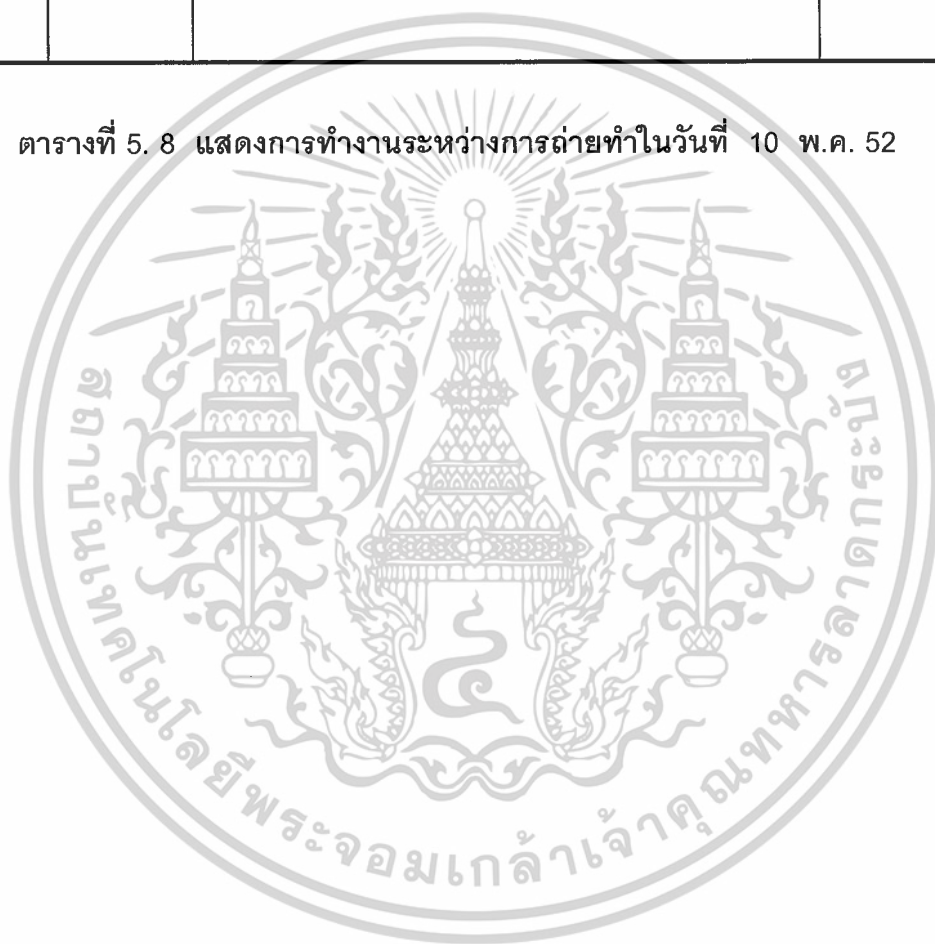 ตารางที่ 5. 8 แสดงการทำงานระหว่างการถ่ายทำในวันที่ 10 พ.ค. 52
สถาบันเทคโนโลยีพระจอมเกล้าเจ้าคุณทหารลาดกระบัง
๔